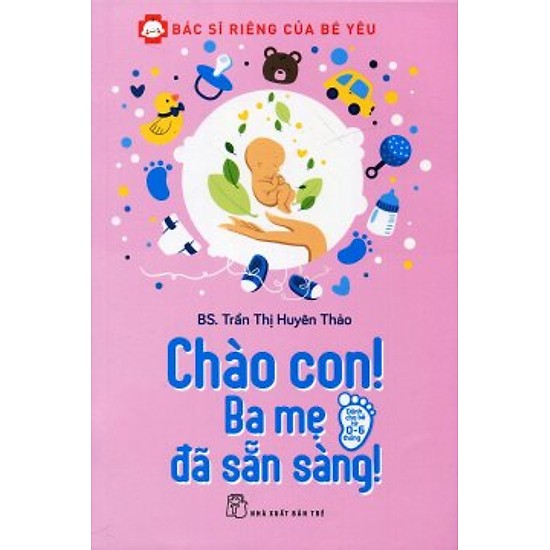 BÁC SĨ RIÊNG CỦA BÉ YÊU
BS. Trần Thị Huyên Thảo
Chào con!
Ba mẹ
Dành cho bé
từ
0-6
tháng
đã sẵn sàng!
NHÀ XUẤT BẢN TRẺ